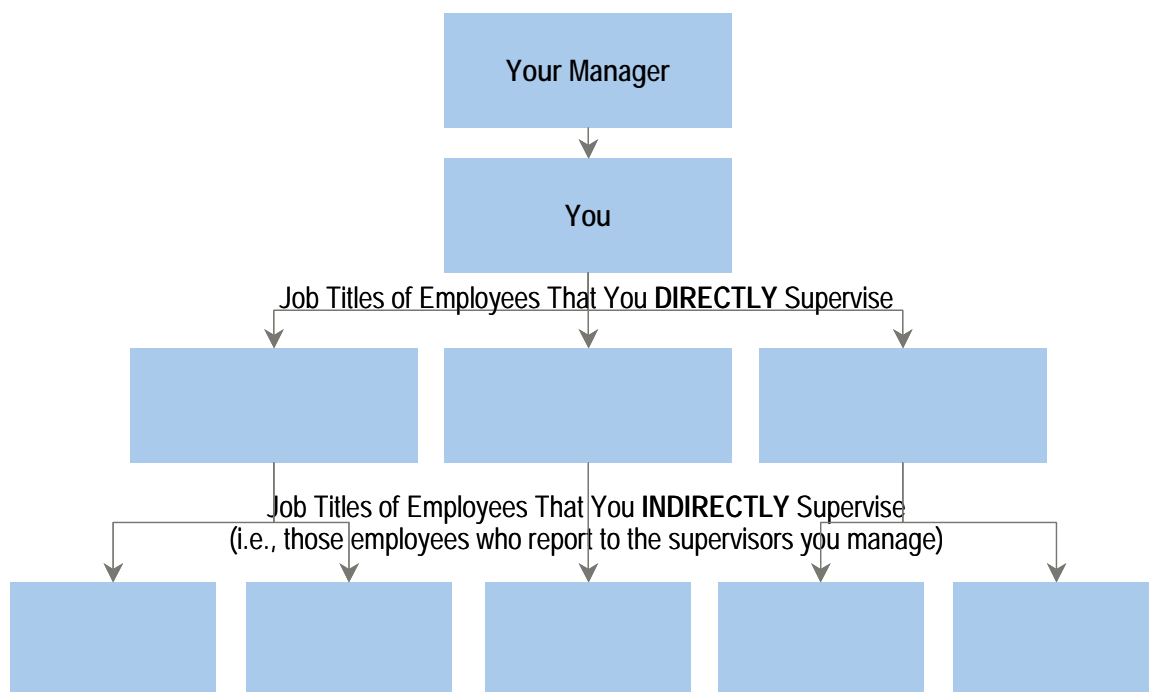 Your Manager
You
Job Titles of Employees That You DIRECTLY Supervise
Job Titles of Employees That You INDIRECTLY Supervise
(i.e., those employees who report to the supervisors you manage)